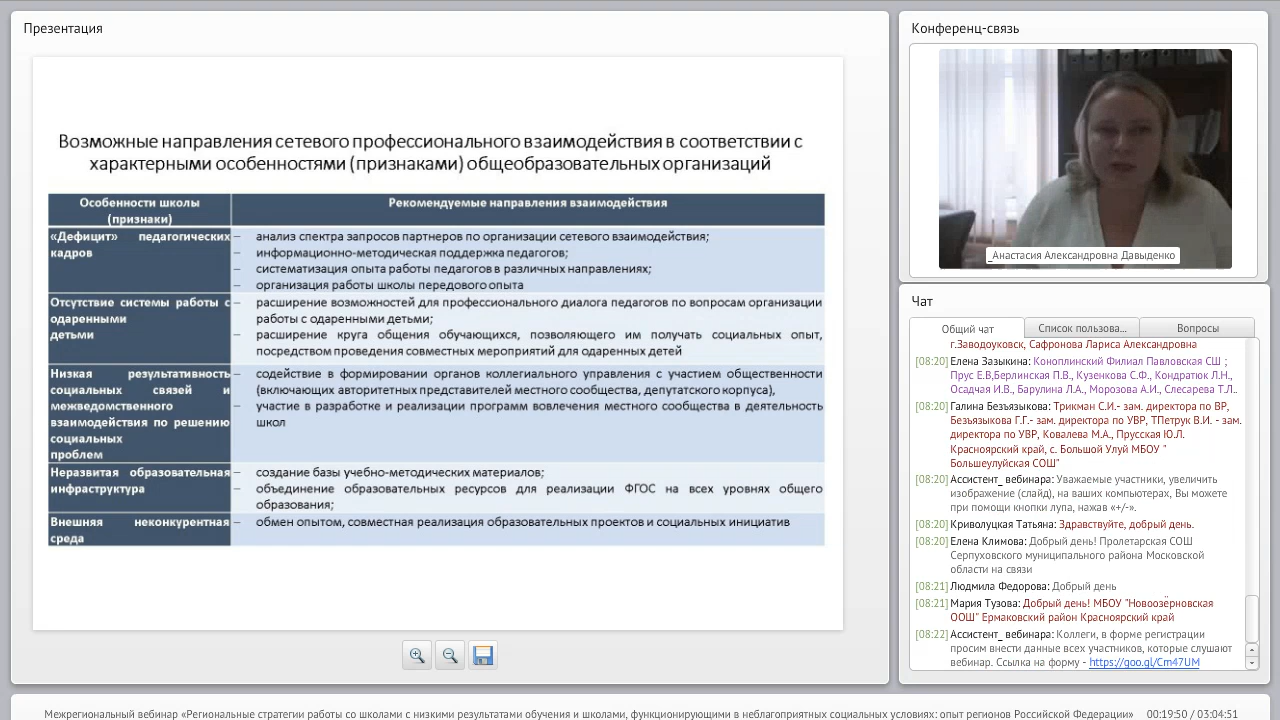 Презентация
Возможные направления сетевого профессионального взаимодействия в соответствии с
характерными особенностями (признаками) общеобразовательных организаций
Особенности школы
(признаки)
Рекомендуемые направления взаимодействия
«Дефицит» педагогических
кадров
– анализ спектра запросов партнеров по организации сетевого взаимодействия;
– информационно-методическая поддержка педагогов;
– систематизация опыта работы педагогов в различных направлениях;
– организация работы школы передового опыта
Отсутствие системы работы с
одаренными
детьми
– расширение возможностей для профессионального диалога педагогов по вопросам организации
работы с одаренными детьми;
– расширение круга общения обучающихся, позволяющего им получать социальных опыт,
посредством проведения совместных мероприятий для одаренных детей
Низкая результативность
социальных связей и
межведомственного
взаимодействия по решению
социальных
проблем
– содействие в формировании органов коллегиального управления с участием общественности
(включающих авторитетных представителей местного сообщества, депутатского корпуса),
– участие в разработке и реализации программ вовлечения местного сообщества в деятельность
школ
Неразвитая образовательная
инфраструктура
– создание базы учебно-методических материалов;
– объединение образовательных ресурсов для реализации ФГОС на всех уровнях общего
образования;
Внешняя неконкурентная
среда
– обмен опытом, совместная реализация образовательных проектов и социальных инициатив
Конференц-связь
_Анастасия Александровна Давыденко
Чат
Общий чат
Список пользова...
Вопросы
г.Заводоуковск, Сафронова Лариса Александровна
[08:20] Елена Зазыкина: Коноплинский Филиал Павловская СШ ;
Прус Е.В,Берлинская П.В., Кузенкова С.Ф., Кондратюк Л.Н.,
Осадчая И.В., Барулина Л.А., Морозова А.И., Слесарева Т.Л..
[08:20] Галина Безъязыкова: Трикман С.И.- зам. директора по ВР,
Безъязыкова Г.Г.- зам. директора по УВР, ТПетрук В.И. - зам.
директора по УВР, Ковалева М.А., Прусская Ю.Л.
Красноярский край, с. Большой Улуй МБОУ "
Большеулуйская СОШ"
[08:20] Ассистент_ вебинара: Уважаемые участники, увеличить
изображение (слайд), на ваших компьютерах, Вы можете
при помощи кнопки лупа, нажав «+/-».
[08:20] Криволуцкая Татьяна: Здравствуйте, добрый день.
[08:20] Елена Климова: Добрый день! Пролетарская СОШ
Серпуховского муниципального района Московской
области на связи
[08:21] Людмила Федорова: Добрый день
[08:21] Мария Тузова: Добрый день! МБОУ "Новоозёрновская
ООШ" Ермаковский район Красноярский край
[08:22] Ассистент_ вебинара: Коллеги, в форме регистрации
просим внести данные всех участников, которые слушают
вебинар. Ссылка на форму - https://goo.gl/Cm47UM
Межрегиональный вебинар «Региональные стратегии работы со школами с низкими результатами обучения и школами, функционирующими в неблагоприятных социальных условиях: опыт регионов Российской Федерации» 00:19:50 / 03:04:51